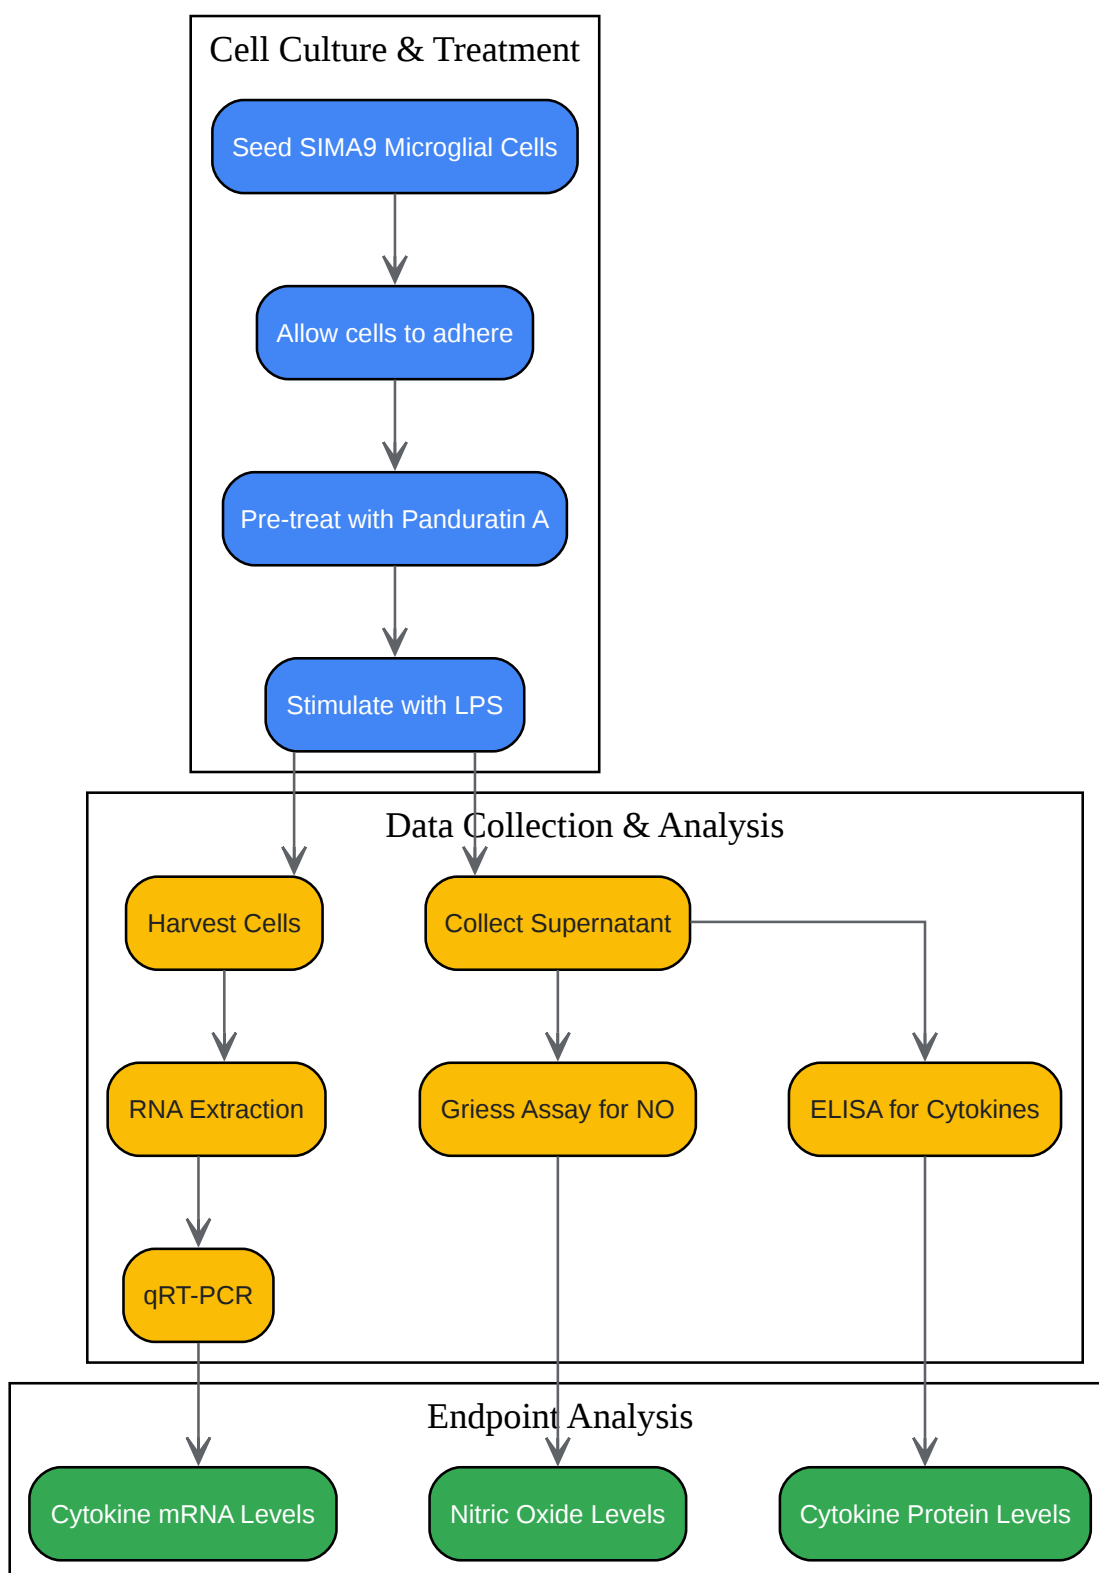 Cell Culture & Treatment
Seed SIMA9 Microglial Cells
Allow cells to adhere
Pre-treat with Panduratin A
Stimulate with LPS
Data Collection & Analysis
Harvest Cells
Collect Supernatant
RNA Extraction
Griess Assay for NO
ELISA for Cytokines
qRT-PCR
Endpoint Analysis
Cytokine mRNA Levels
Nitric Oxide Levels
Cytokine Protein Levels